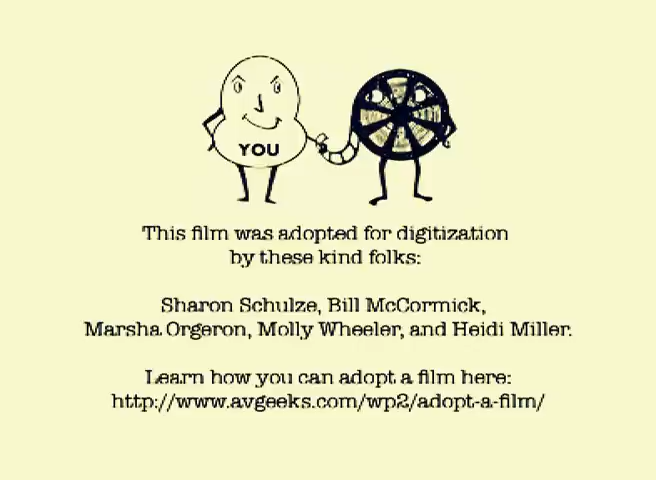 YOU
This film was adopted for digitization
by these kind folks:
Sharon Schulze, Bill McCormick,
Marsha Orgeron, Molly Wheeler, and Heidi Miller.
Learn how you can adopt a film here:
http://www.avgeeks.com/wp2/adopt-a-film/